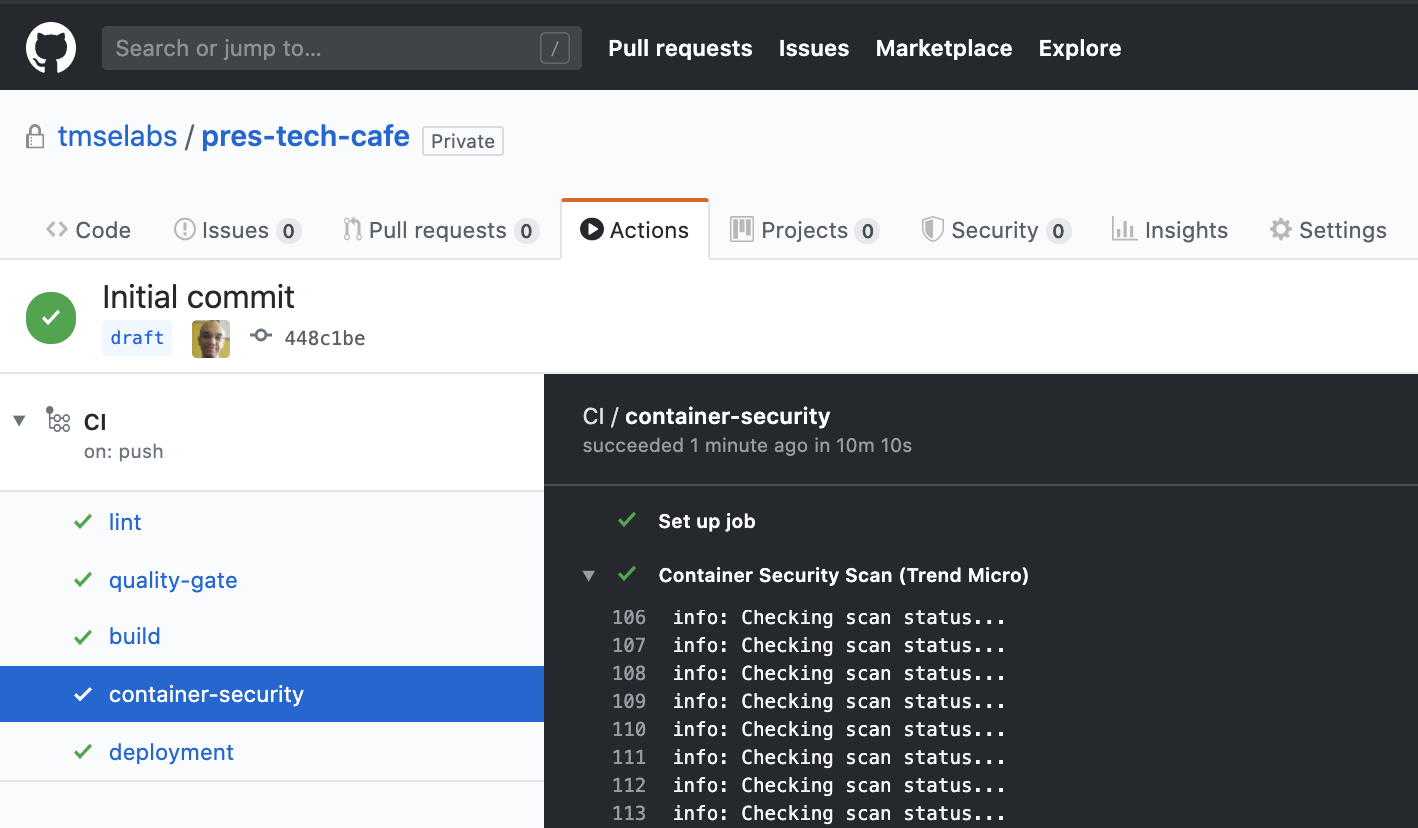 Search or jump to... /
Pull requests Issues Marketplace Explore
tmselabs / pres-tech-cafe Private
Code Issues 0 Pull requests 0 Actions Projects 0 Security 0 Insights Settings
Initial commit
draft 448c1be
CI
on: push
lint
quality-gate
build
container-security
deployment
CI / container-security
succeeded 1 minute ago in 10m 10s
Set up job
Container Security Scan (Trend Micro)
106 info: Checking scan status...
107 info: Checking scan status...
108 info: Checking scan status...
109 info: Checking scan status...
110 info: Checking scan status...
111 info: Checking scan status...
112 info: Checking scan status...
113 info: Checking scan status...